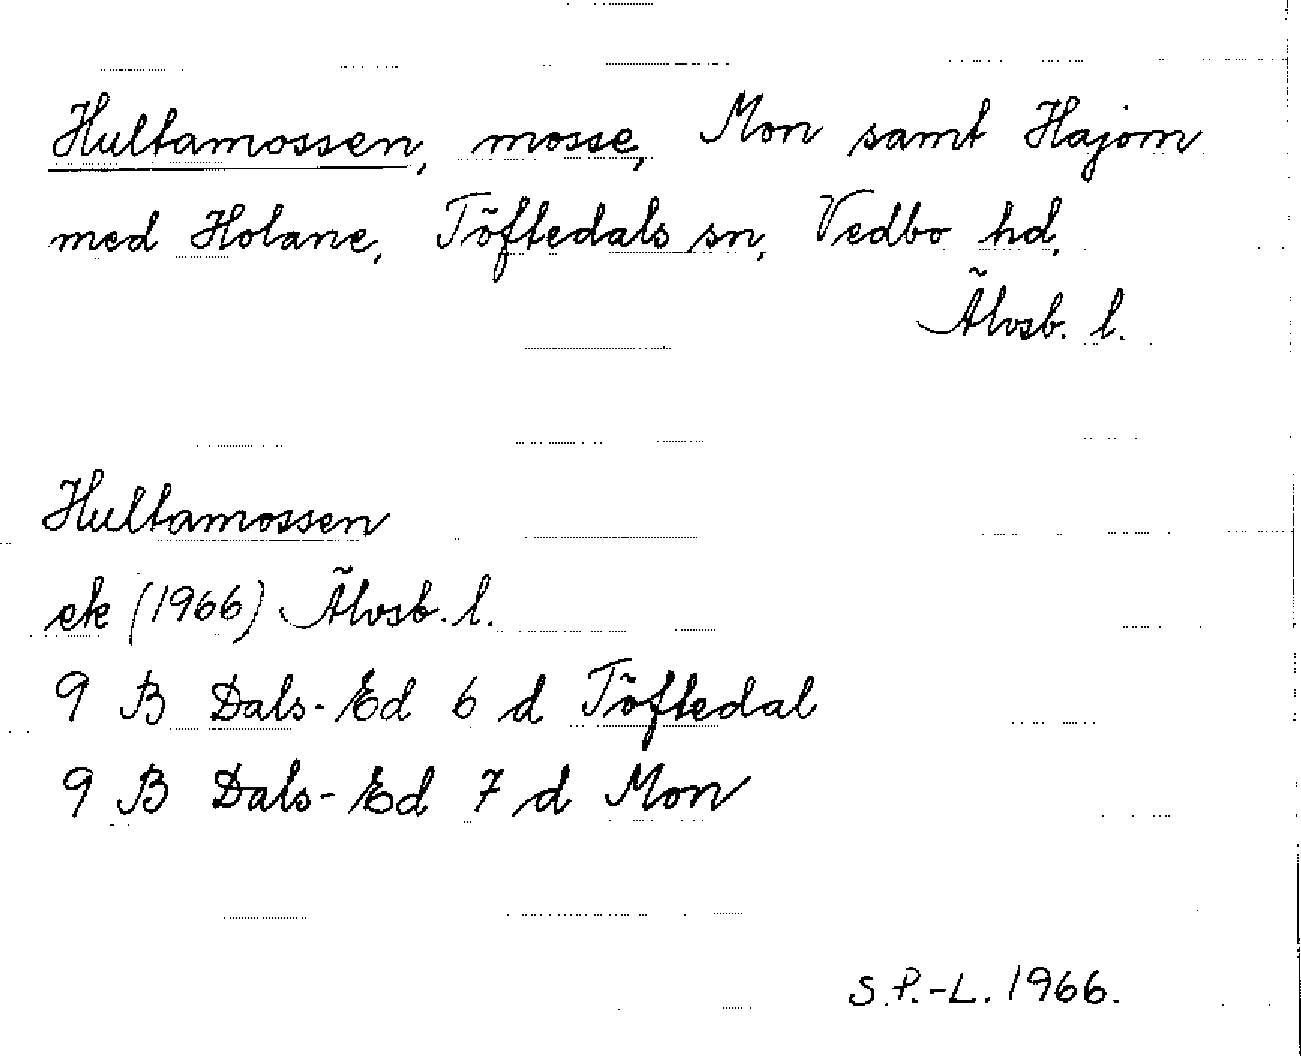 Hultamossen, mosse, Mon samt Hajom
med Holane, Töftedals sn, Vedbo hd,
Älvsb. l.
Hultamossen
ek (1966) Älvsb. l.
9 B Dals-Ed 6 d Töftedal
9 B Dals-Ed 7 d Mon
S.P.-L. 1966.